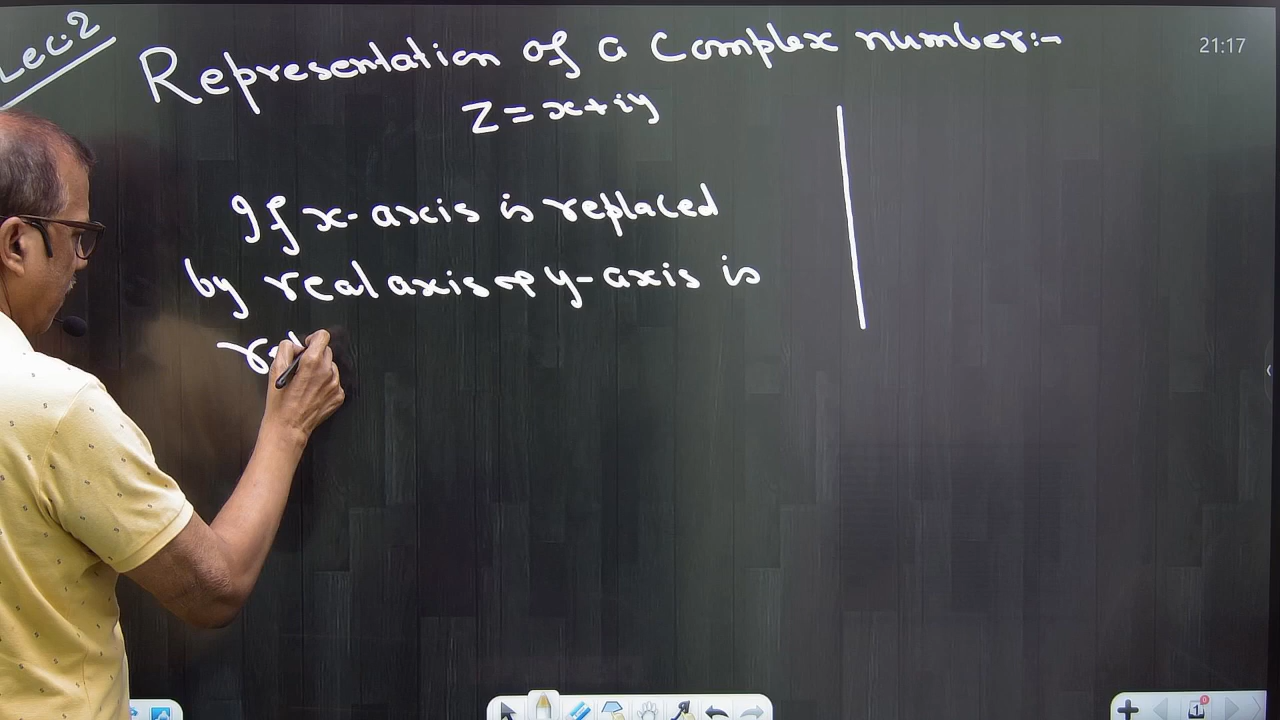 Lec:2
Representation of a Complex number:-
21:17
Z = x+iy
If x-axis is replaced
by real axis & y-axis is